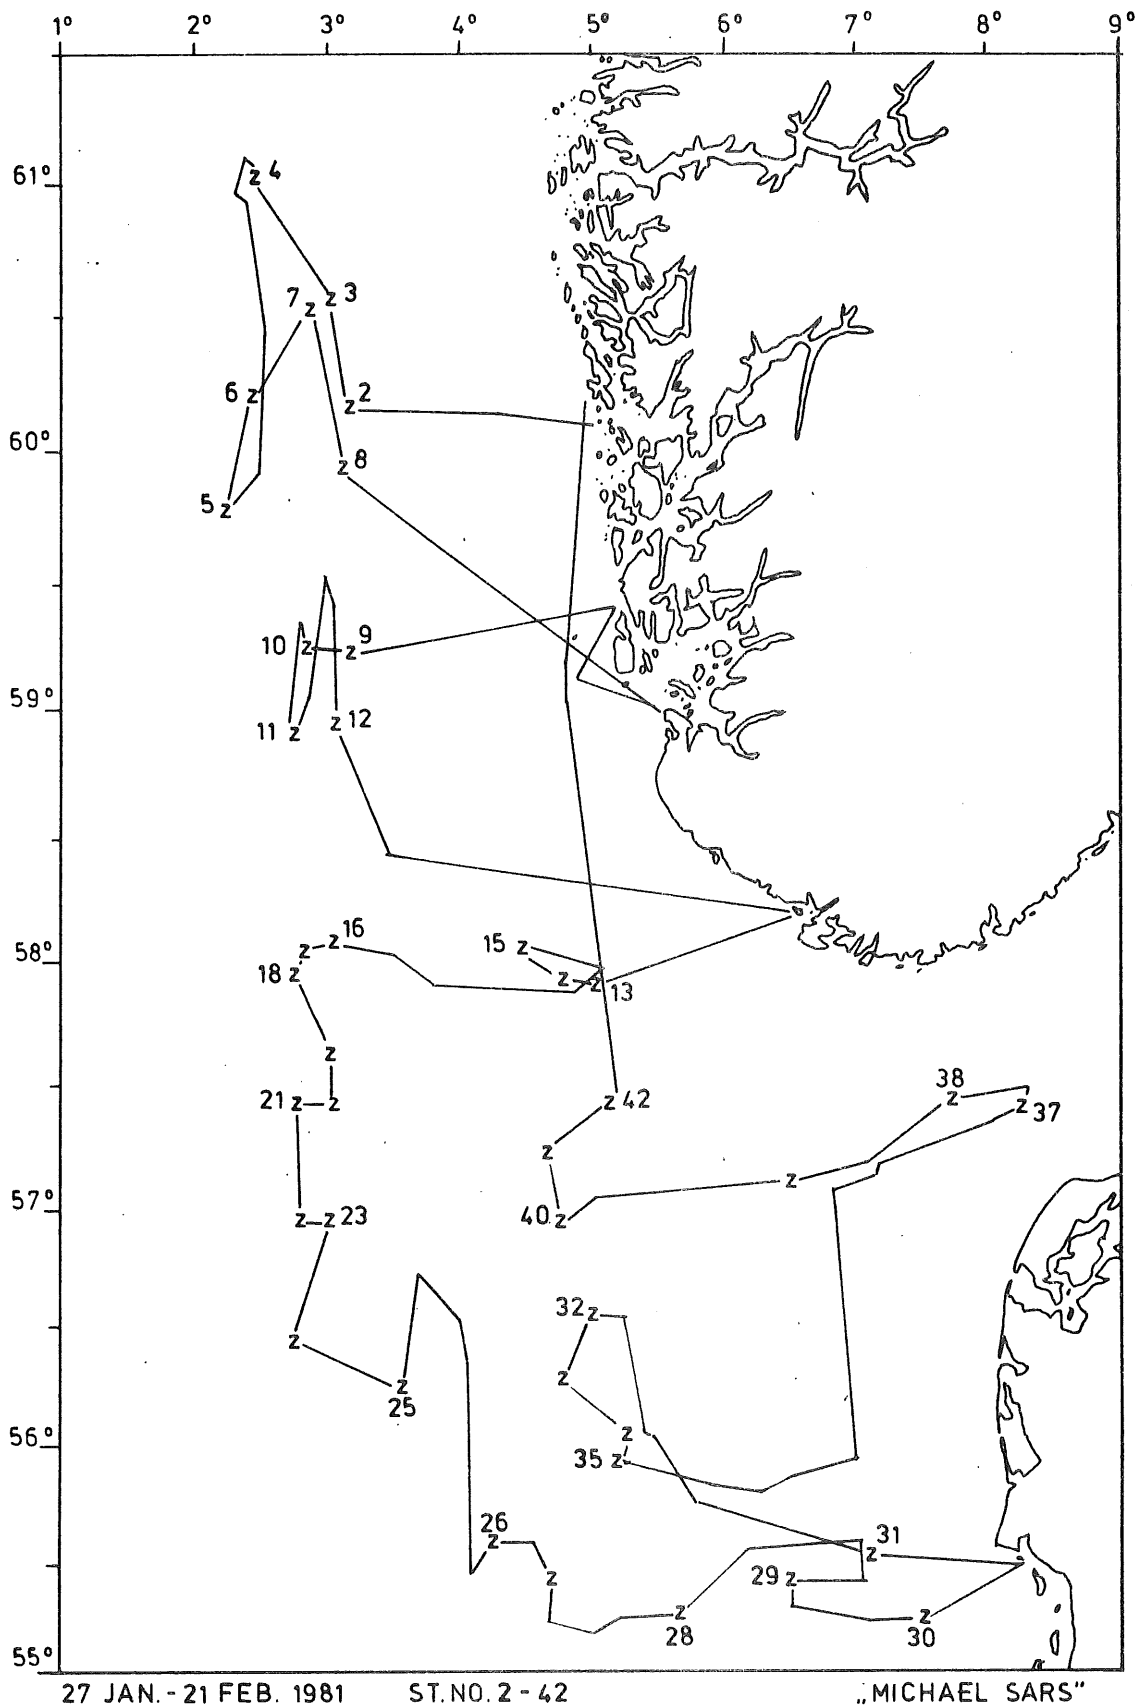 1° 2° 3° 4° 5° 6° 7° 8° 9°
61°
z 4
7 z z 3
6 z z 2
60°
z 8
5 z
10 z z 9
59°
11 z z 12
58°
z z 16 15 z
18 z z z 13
z
21 z z z 42 38 z z 37
z
57°
z z 23 40 z z
32 z
z z 25 z
56°
z
35 z
26 z 31 z
z 29 z
z 28 z 30
55°
27 JAN.-21 FEB. 1981 ST.NO. 2-42 „MICHAEL SARS”